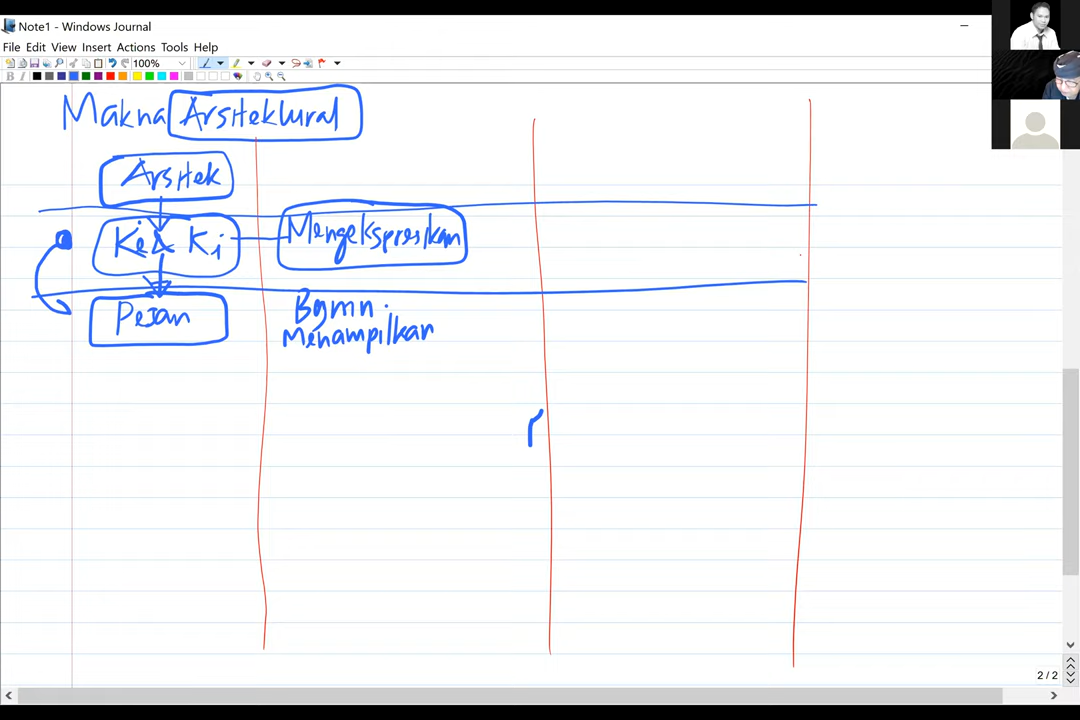 Note1 - Windows Journal
File Edit View Insert Actions Tools Help
100%
B I
Makna Arsitektural
Arsitek
Ke & Ki
Mengekspresikan
Pesan
Bgmn.
Menampilkan
2 / 2